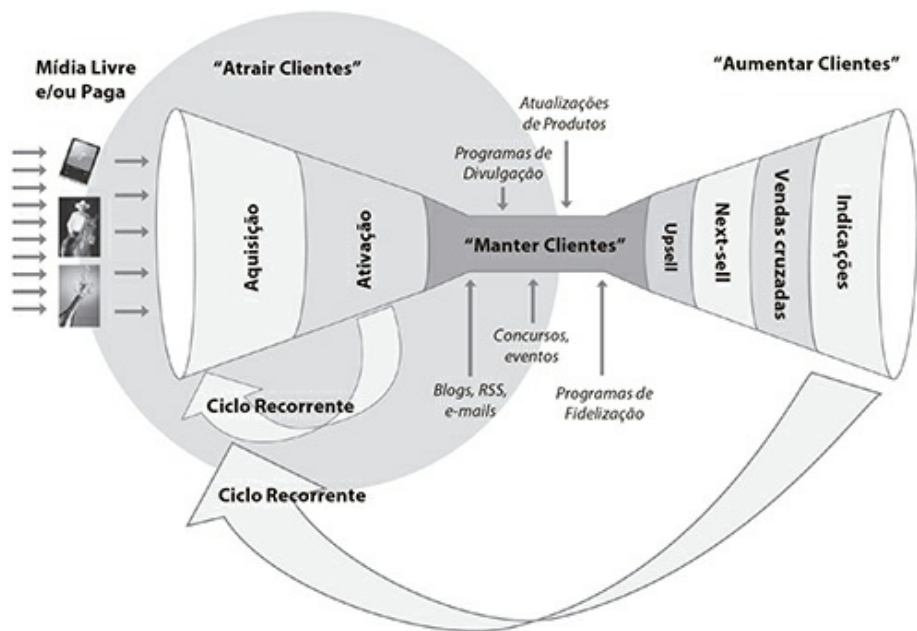 Mídia Livre
e/ou Paga
“Atrair Clientes”
“Aumentar Clientes”
Atualizações
de Produtos
Programas de
Divulgação
Aquisição
Ativação
“Manter Clientes”
Upsell
Next-sell
Vendas cruzadas
Indicações
Blogs, RSS,
e-mails
Concursos,
eventos
Programas de
Fidelização
Ciclo Recorrente
Ciclo Recorrente